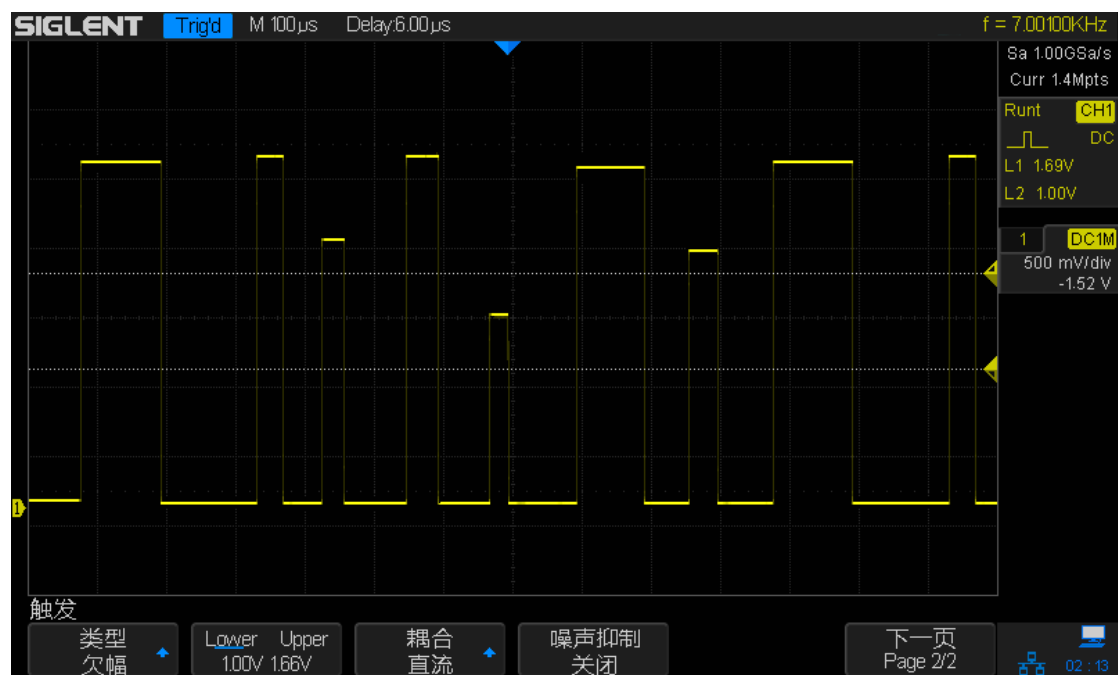 SIGLENT Trig'd M 100µs Delay:6.00µs f = 7.00100KHz
Sa 1.00GSa/s
Curr 1.4Mpts
Runt CH1
DC
L1 1.69V
L2 1.00V
1 DC1M
500 mV/div
-1.52 V
1
触发
类型
欠幅
Lower Upper
1.00V 1.66V
耦合
直流
噪声抑制
关闭
下一页
Page 2/2
02 : 13